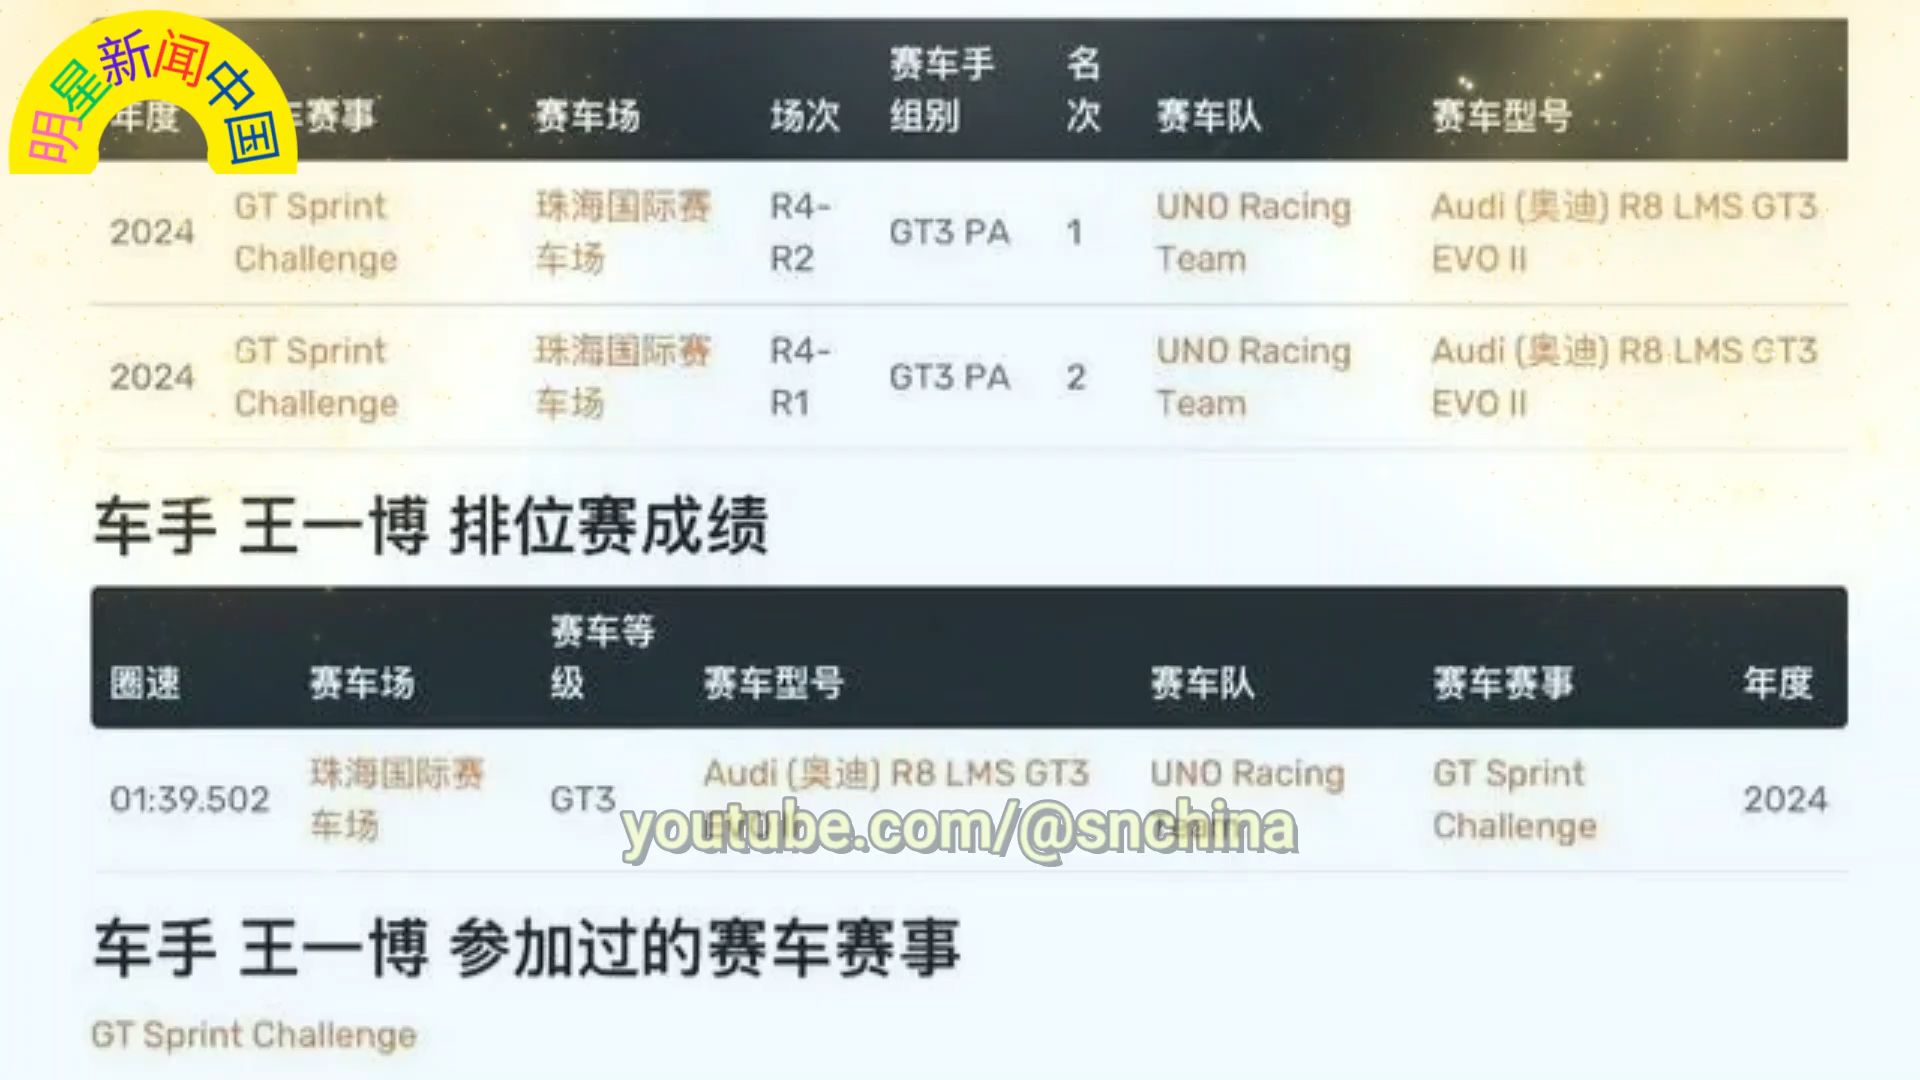 明星新闻中国
年度 车赛事 赛车场 场次 赛车手组别 名次 赛车队 赛车型号
2024 GT Sprint Challenge 珠海国际赛车场 R4-R2 GT3 PA 1 UNO Racing Team Audi (奥迪) R8 LMS GT3 EVO II
2024 GT Sprint Challenge 珠海国际赛车场 R4-R1 GT3 PA 2 UNO Racing Team Audi (奥迪) R8 LMS GT3 EVO II
车手 王一博 排位赛成绩
圈速 赛车场 赛车等级 赛车型号 赛车队 赛车赛事 年度
01:39.502 珠海国际赛车场 GT3 Audi (奥迪) R8 LMS GT3 EVO II UNO Racing Team GT Sprint Challenge 2024
youtube.com/@snchina
车手 王一博 参加过的赛车赛事
GT Sprint Challenge